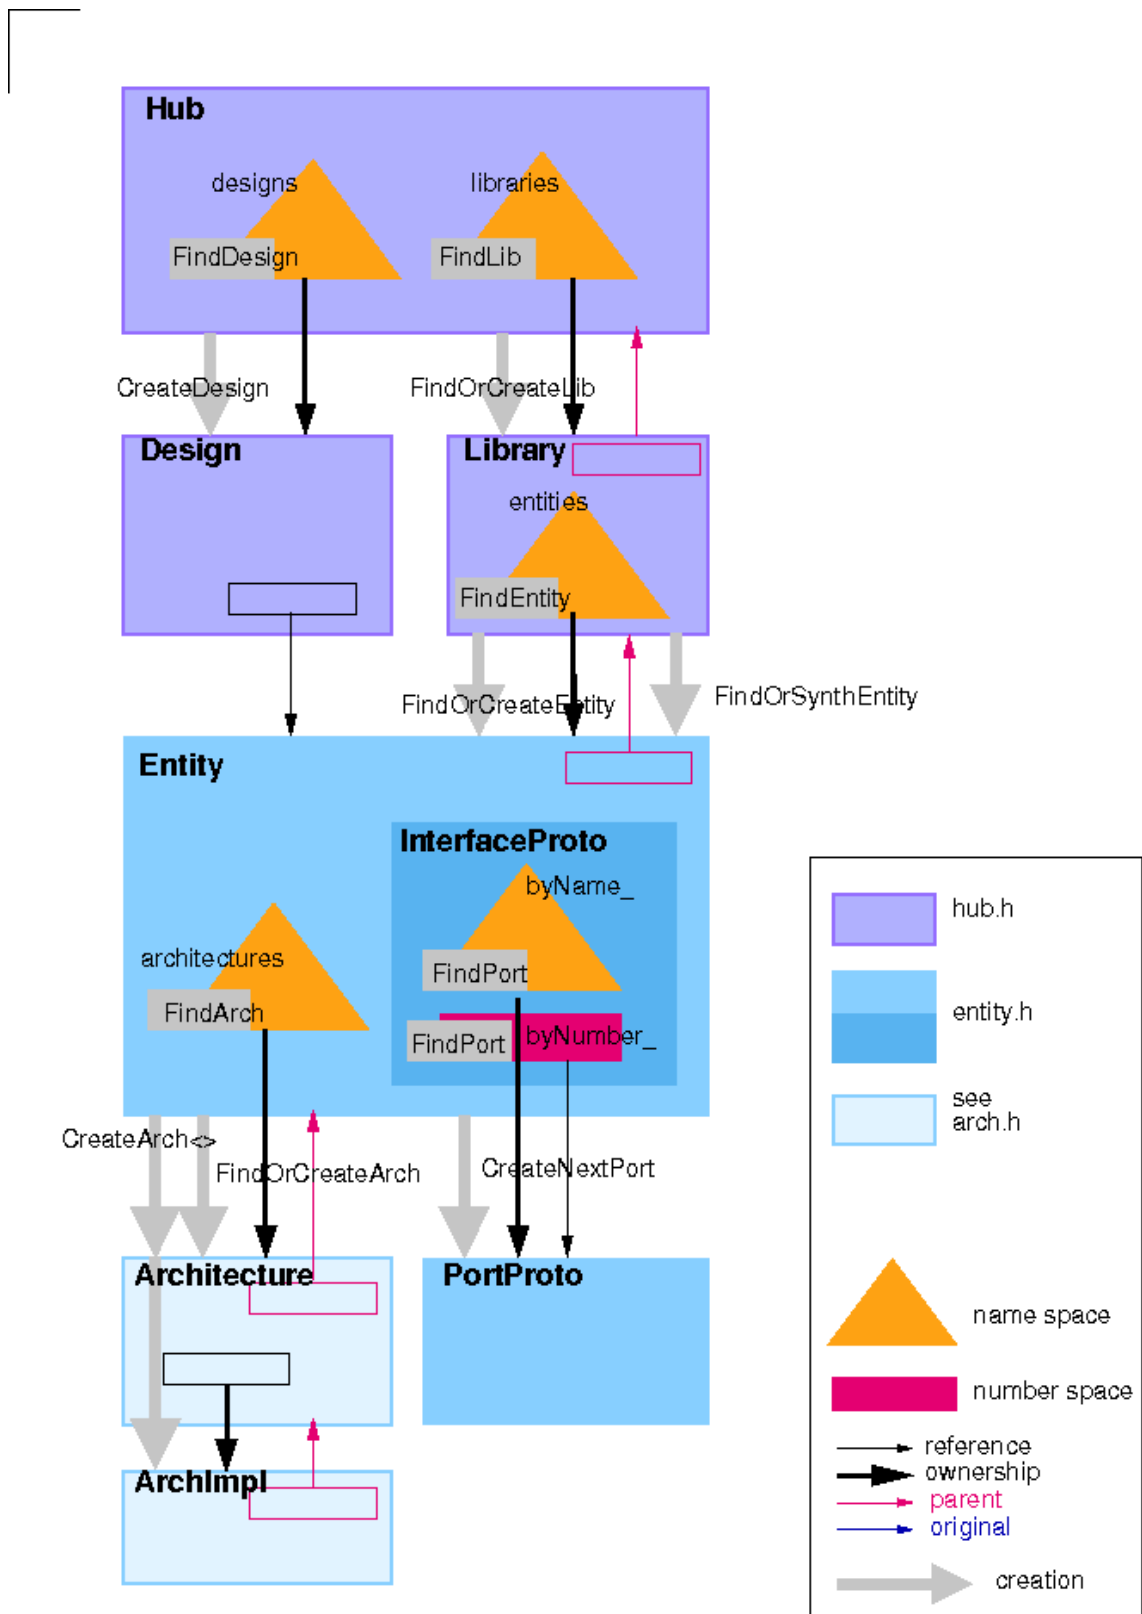 Hub
designs
libraries
FindDesign
FindLib
CreateDesign
FindOrCreateLib
Design
Library
entities
FindEntity
FindOrCreateEntity
FindOrSynthEntity
Entity
InterfaceProto
byName_
architectures
FindPort
FindArch
FindPort
byNumber_
CreateArch<>
FindOrCreateArch
CreateNextPort
Architecture
PortProto
ArchImpl
hub.h
entity.h
see
arch.h
name space
number space
reference
ownership
parent
original
creation